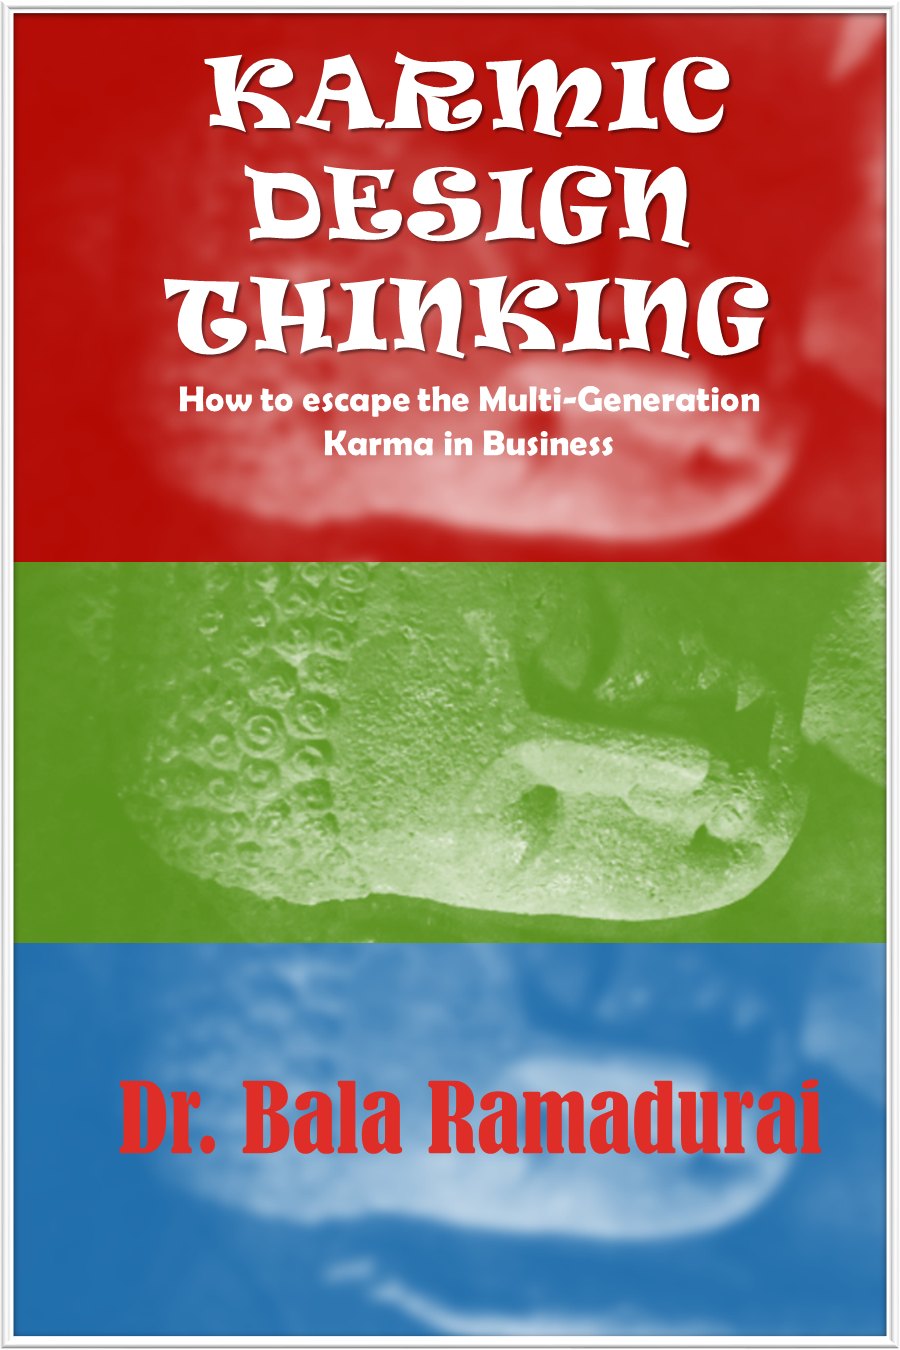 KARMIC
DESIGN
THINKING
How to escape the Multi-Generation
Karma in Business
Dr. Bala Ramadurai